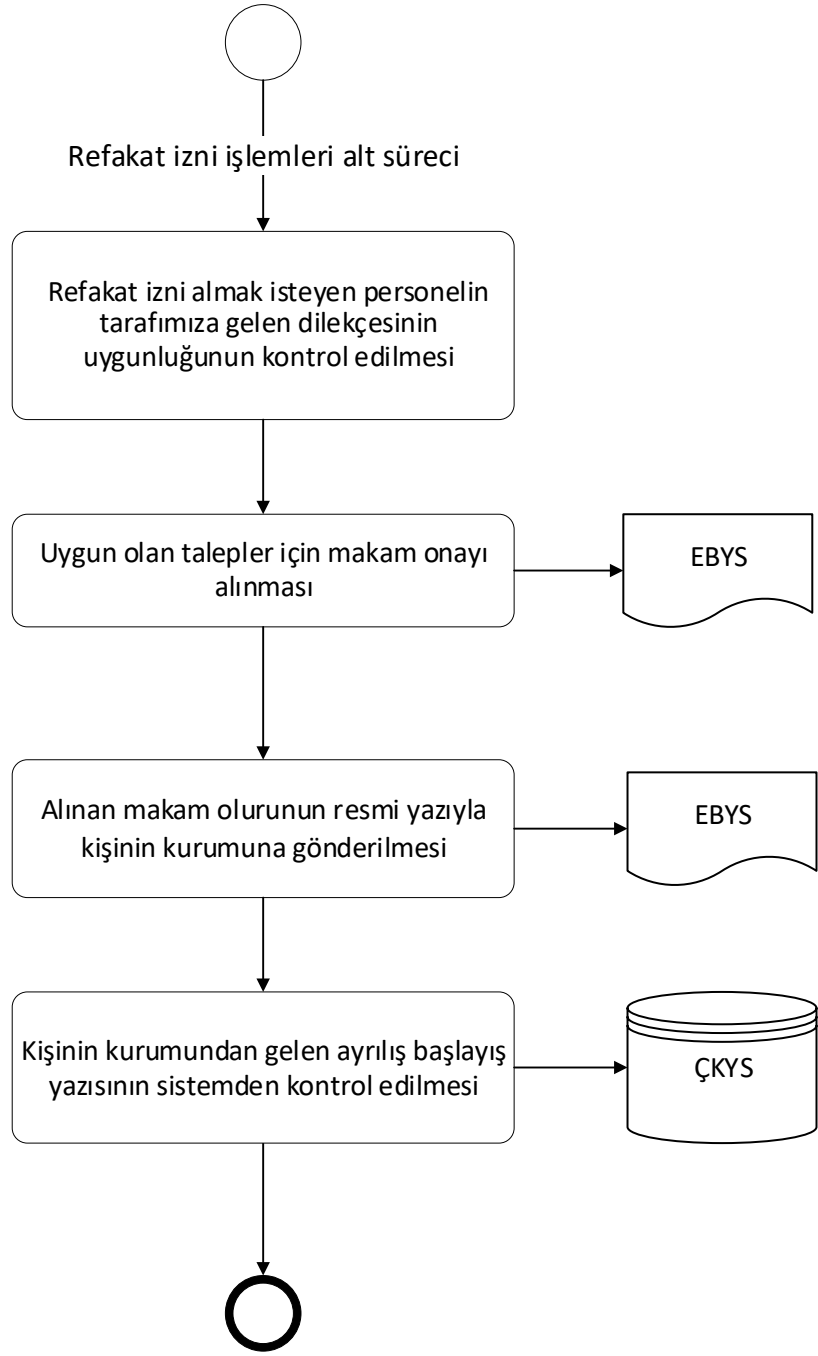 Refakat izni işlemleri alt süreci
Refakat izni almak isteyen personelin
tarafımıza gelen dilekçesinin
uygunluğunun kontrol edilmesi
Uygun olan talepler için makam onayı
alınması
EBYS
Alınan makam olurunun resmi yazıyla
kişinin kurumuna gönderilmesi
EBYS
Kişinin kurumundan gelen ayrılış başlayış
yazısının sistemden kontrol edilmesi
ÇKYS